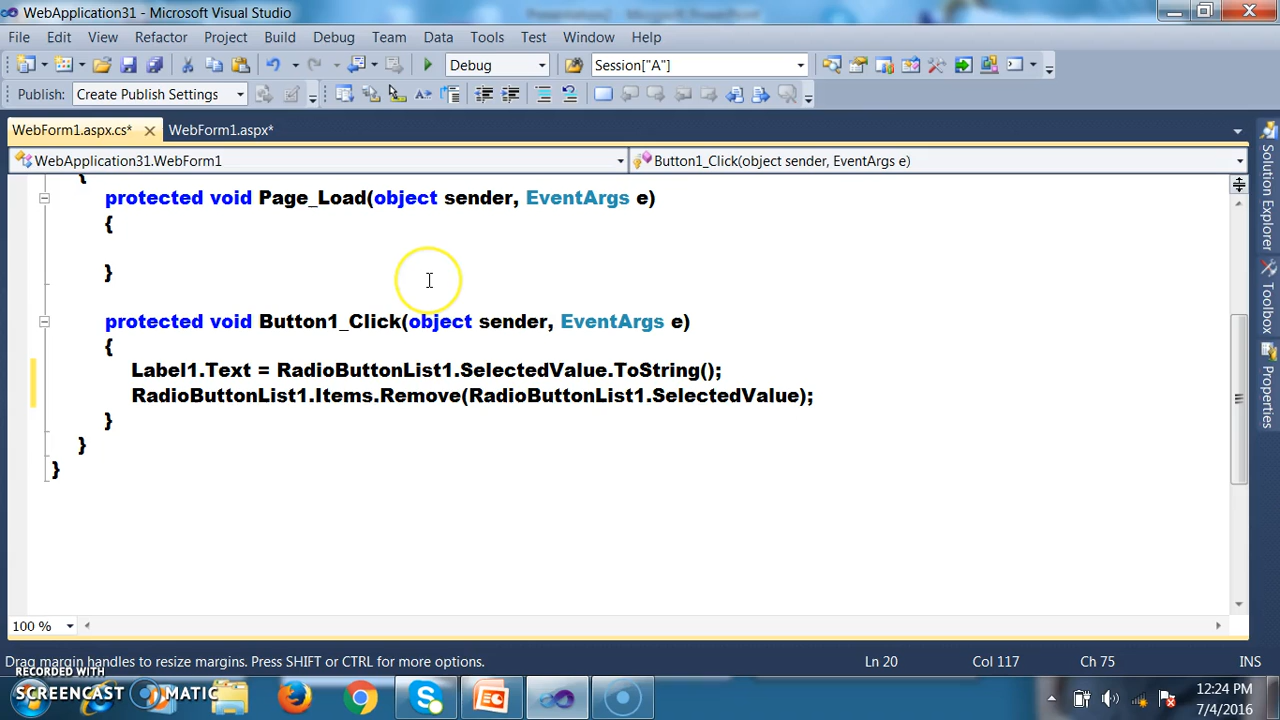 WebApplication31 - Microsoft Visual Studio
File Edit View Refactor Project Build Debug Team Data Tools Test Window Help
Debug Session["A"]
Publish: Create Publish Settings
WebForm1.aspx.cs* WebForm1.aspx*
WebApplication31.WebForm1 Button1_Click(object sender, EventArgs e)
{
protected void Page_Load(object sender, EventArgs e)
{
}
protected void Button1_Click(object sender, EventArgs e)
{
Label1.Text = RadioButtonList1.SelectedValue.ToString();
RadioButtonList1.Items.Remove(RadioButtonList1.SelectedValue);
}
}
}
Solution Explorer
Toolbox
Properties
100 %
Drag margin handles to resize margins. Press SHIFT or CTRL for more options. Ln 20 Col 117 Ch 75 INS
RECORDED WITH
SCREENCAST MATIC
12:24 PM
7/4/2016